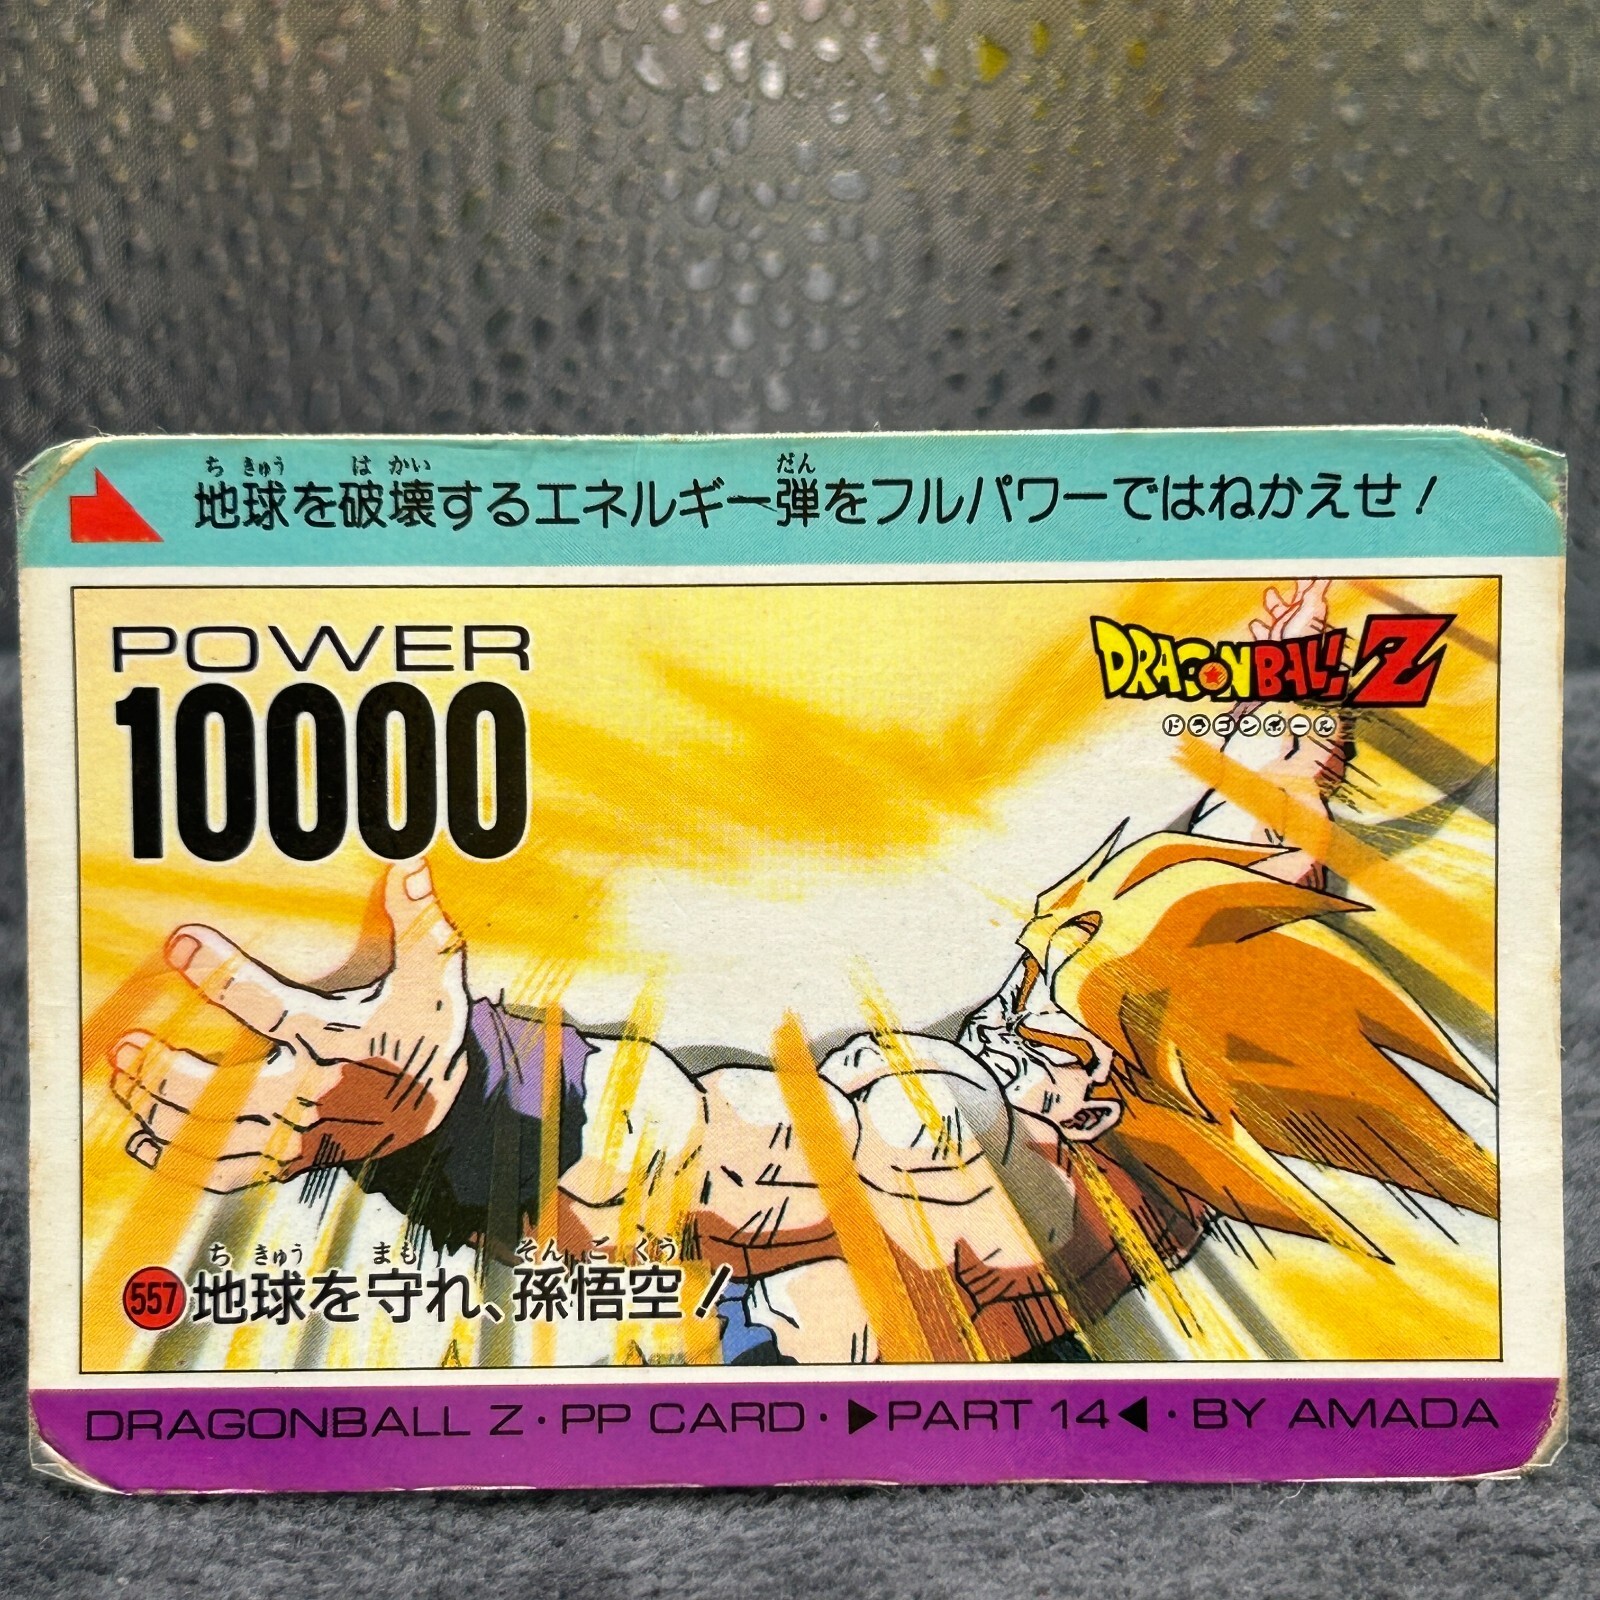 ち きゅう は かい だん
地球を破壊するエネルギー弾をフルパワーではねかえせ！
POWER
10000
DRAGONBALL Z
ドラゴンボール
ち きゅう まも そん ご くう
557 地球を守れ、孫悟空！
DRAGONBALL Z・PP CARD・▶PART 14◀・BY AMADA